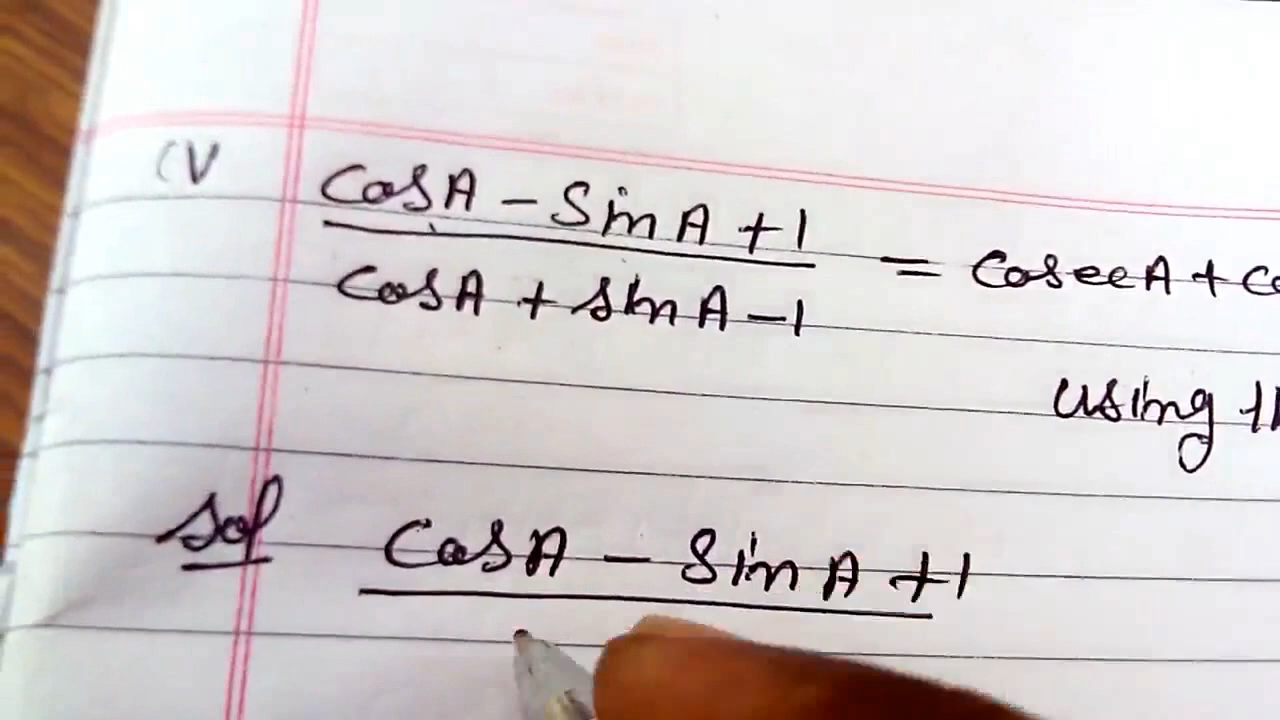 (V
CosA - SinA + 1
CosA + sinA - 1
= CosecA +
using
Sol
CosA - SinA + 1